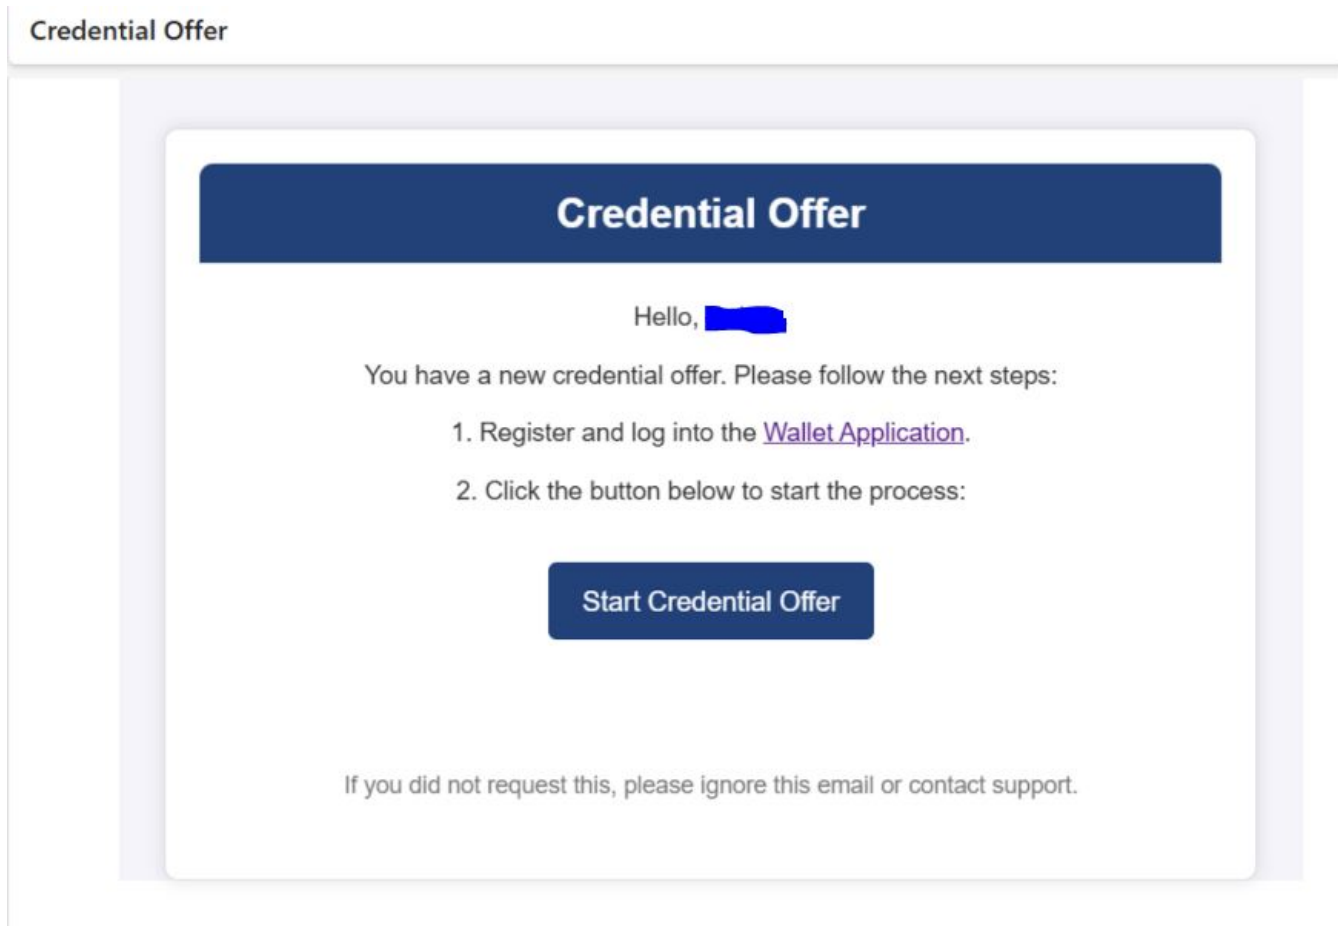 Credential Offer
Credential Offer
Hello,
You have a new credential offer. Please follow the next steps:
1. Register and log into the Wallet Application.
2. Click the button below to start the process:
Start Credential Offer
If you did not request this, please ignore this email or contact support.